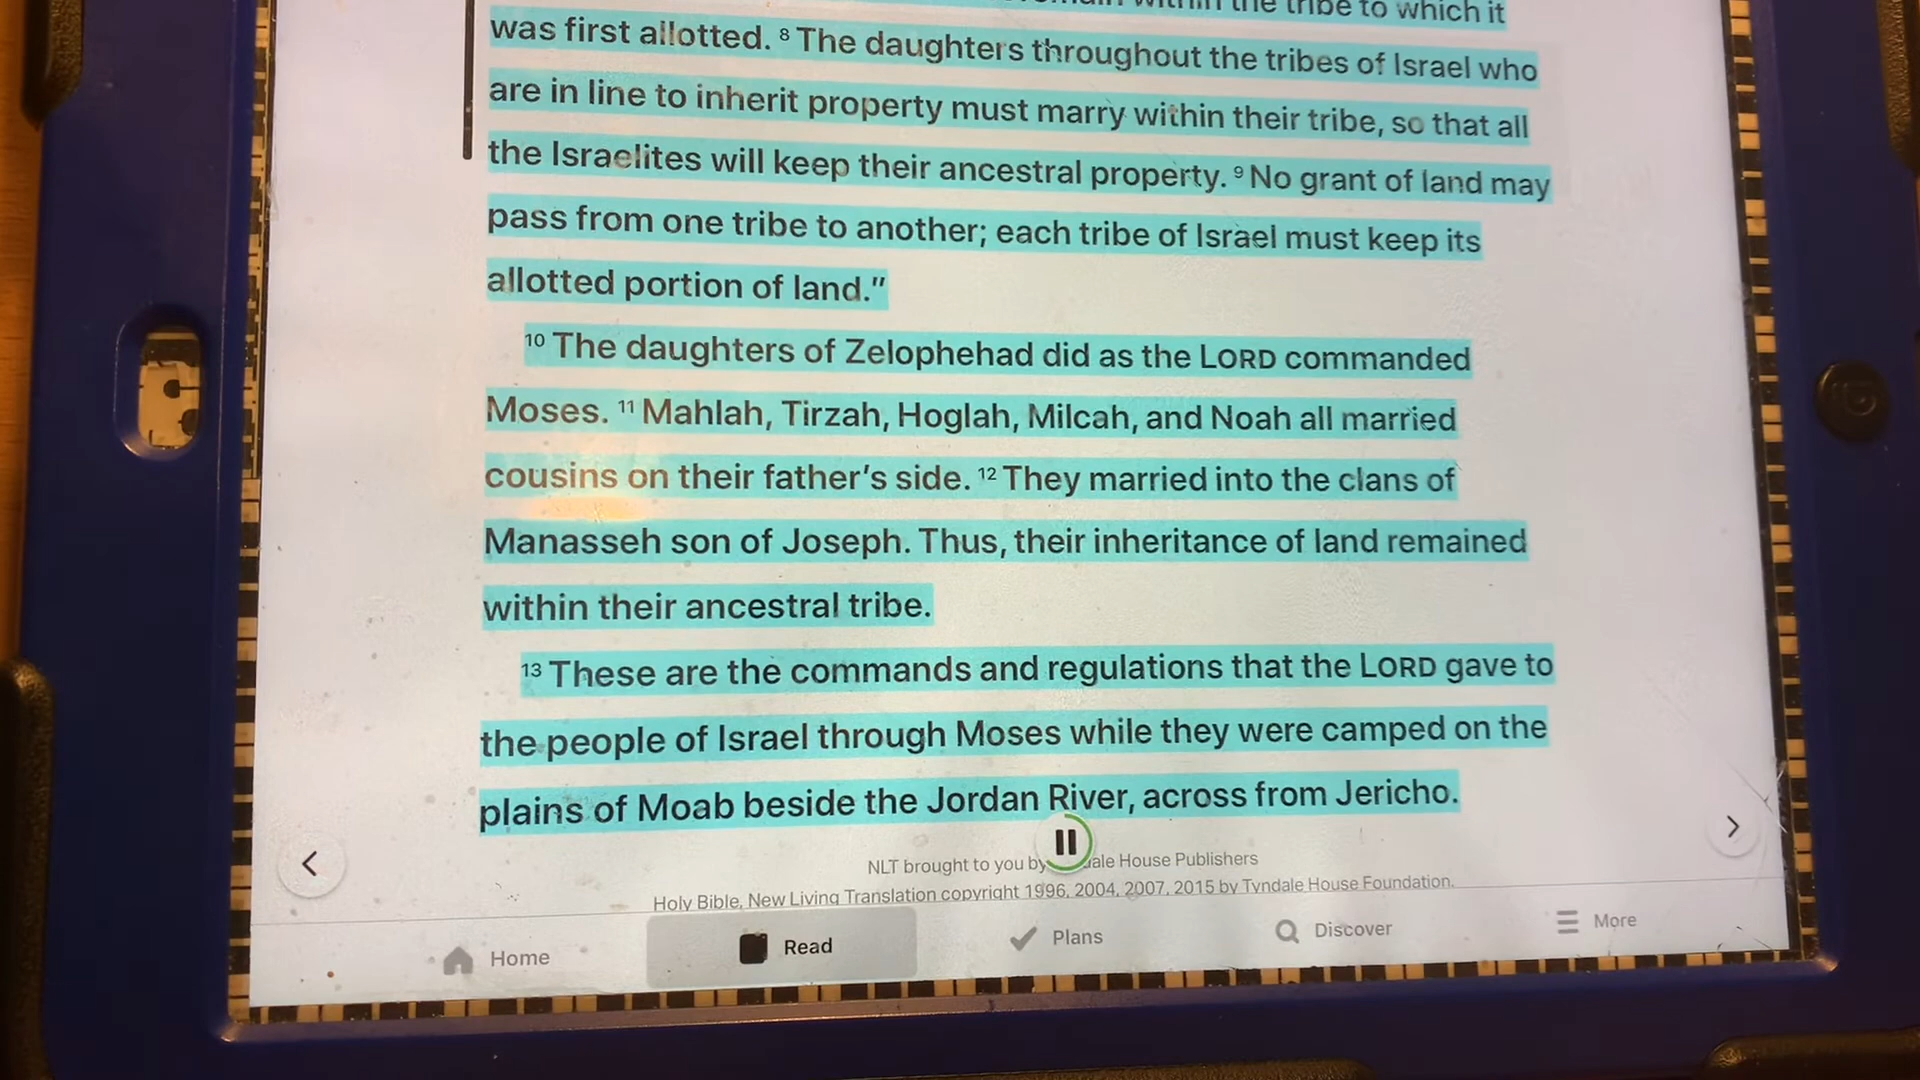 within the tribe to which it
was first allotted. 8 The daughters throughout the tribes of Israel who
are in line to inherit property must marry within their tribe, so that all
the Israelites will keep their ancestral property. 9 No grant of land may
pass from one tribe to another; each tribe of Israel must keep its
allotted portion of land.”
10 The daughters of Zelophehad did as the LORD commanded
Moses. 11 Mahlah, Tirzah, Hoglah, Milcah, and Noah all married
cousins on their father’s side. 12 They married into the clans of
Manasseh son of Joseph. Thus, their inheritance of land remained
within their ancestral tribe.
13 These are the commands and regulations that the LORD gave to
the people of Israel through Moses while they were camped on the
plains of Moab beside the Jordan River, across from Jericho.
NLT brought to you by House Publishers
Holy Bible, New Living Translation copyright 1996, 2004, 2007, 2015 by Tyndale House Foundation.
Home Read Plans Discover More